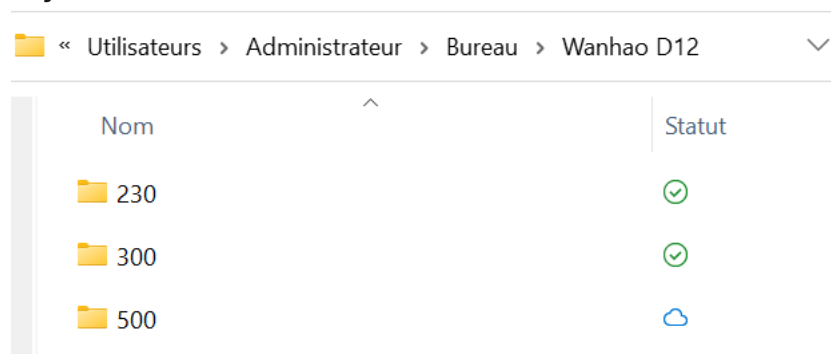 « Utilisateurs > Administrateur > Bureau > Wanhao D12
Nom Statut
230
300
500